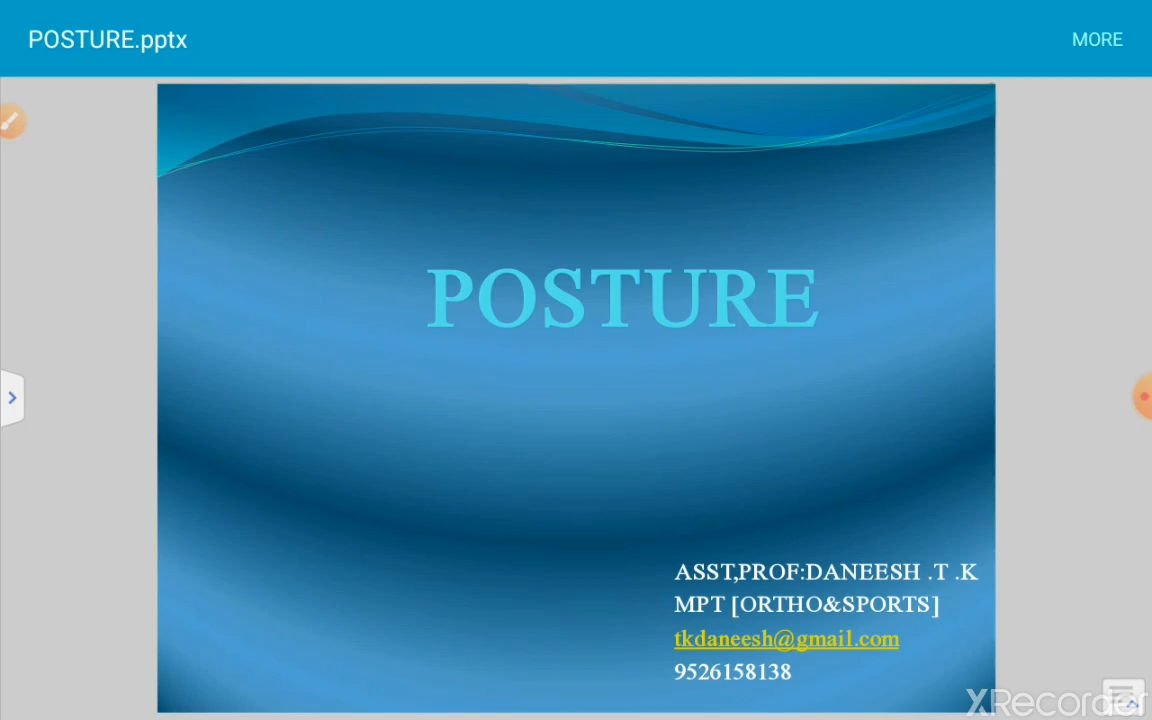 POSTURE.pptx
MORE
POSTURE
ASST,PROF:DANEESH .T .K
MPT [ORTHO&SPORTS]
tkdaneesh@gmail.com
9526158138
XRecorder